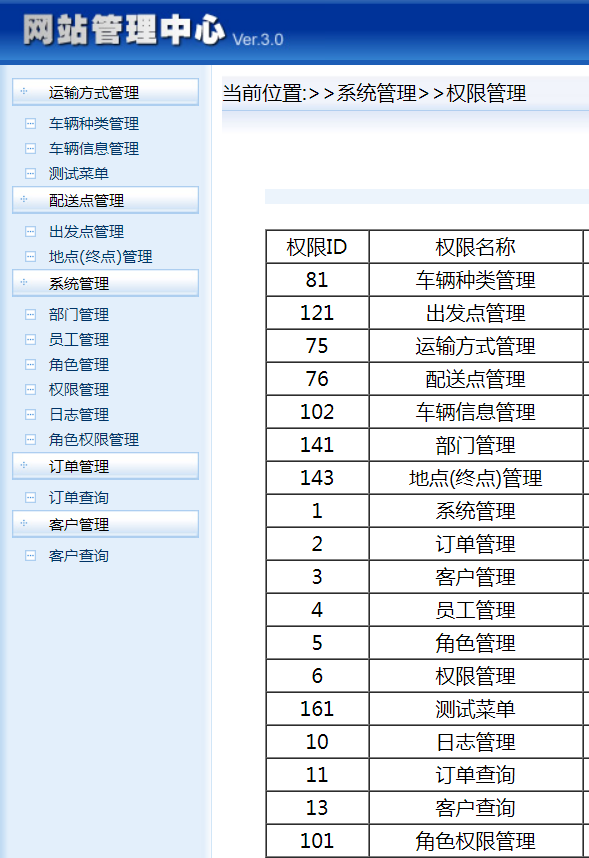 网站管理中心 Ver.3.0
运输方式管理
车辆种类管理
车辆信息管理
测试菜单
配送点管理
出发点管理
地点(终点)管理
系统管理
部门管理
员工管理
角色管理
权限管理
日志管理
角色权限管理
订单管理
订单查询
客户管理
客户查询
当前位置:>>系统管理>>权限管理
权限ID 权限名称
81 车辆种类管理
121 出发点管理
75 运输方式管理
76 配送点管理
102 车辆信息管理
141 部门管理
143 地点(终点)管理
1 系统管理
2 订单管理
3 客户管理
4 员工管理
5 角色管理
6 权限管理
161 测试菜单
10 日志管理
11 订单查询
13 客户查询
101 角色权限管理